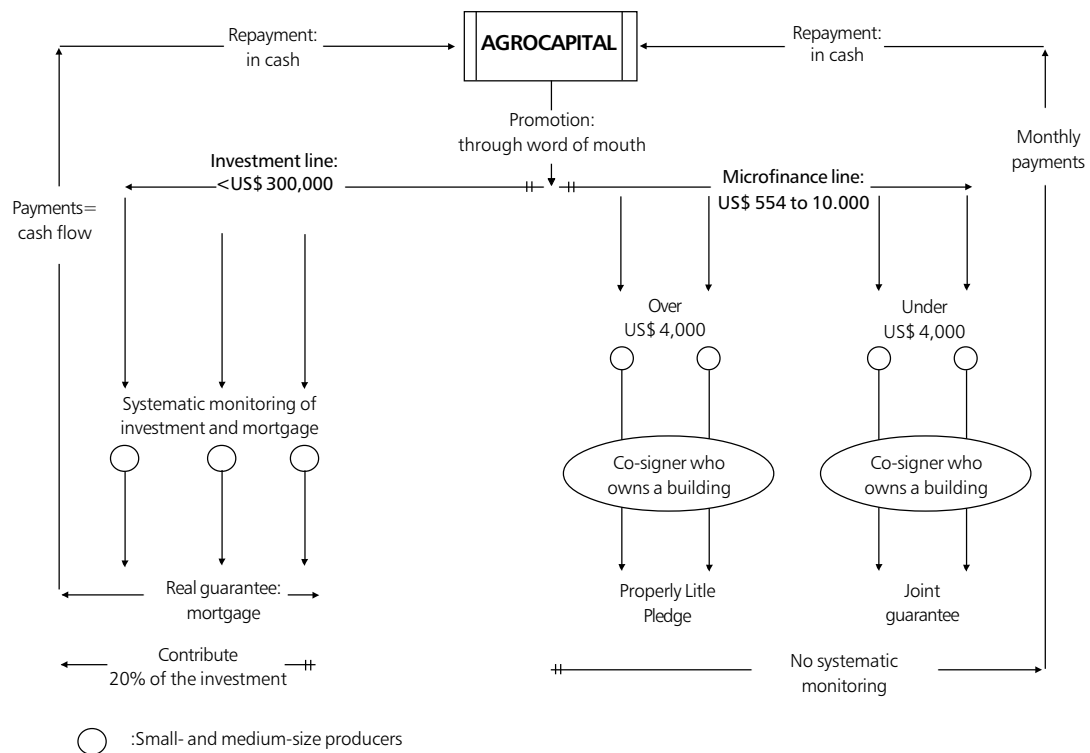 Repayment:
in cash
AGROCAPITAL
Repayment:
in cash
Promotion:
through word of mouth
Monthly
payments
Investment line:
<US$ 300,000
Microfinance line:
US$ 554 to 10.000
Payments=
cash flow
Over
US$ 4,000
Under
US$ 4,000
Systematic monitoring of
investment and mortgage
Co-signer who
owns a building
Co-signer who
owns a building
Real guarantee:
mortgage
Properly Litle
Pledge
Joint
guarantee
Contribute
20% of the investment
No systematic
monitoring
:Small- and medium-size producers